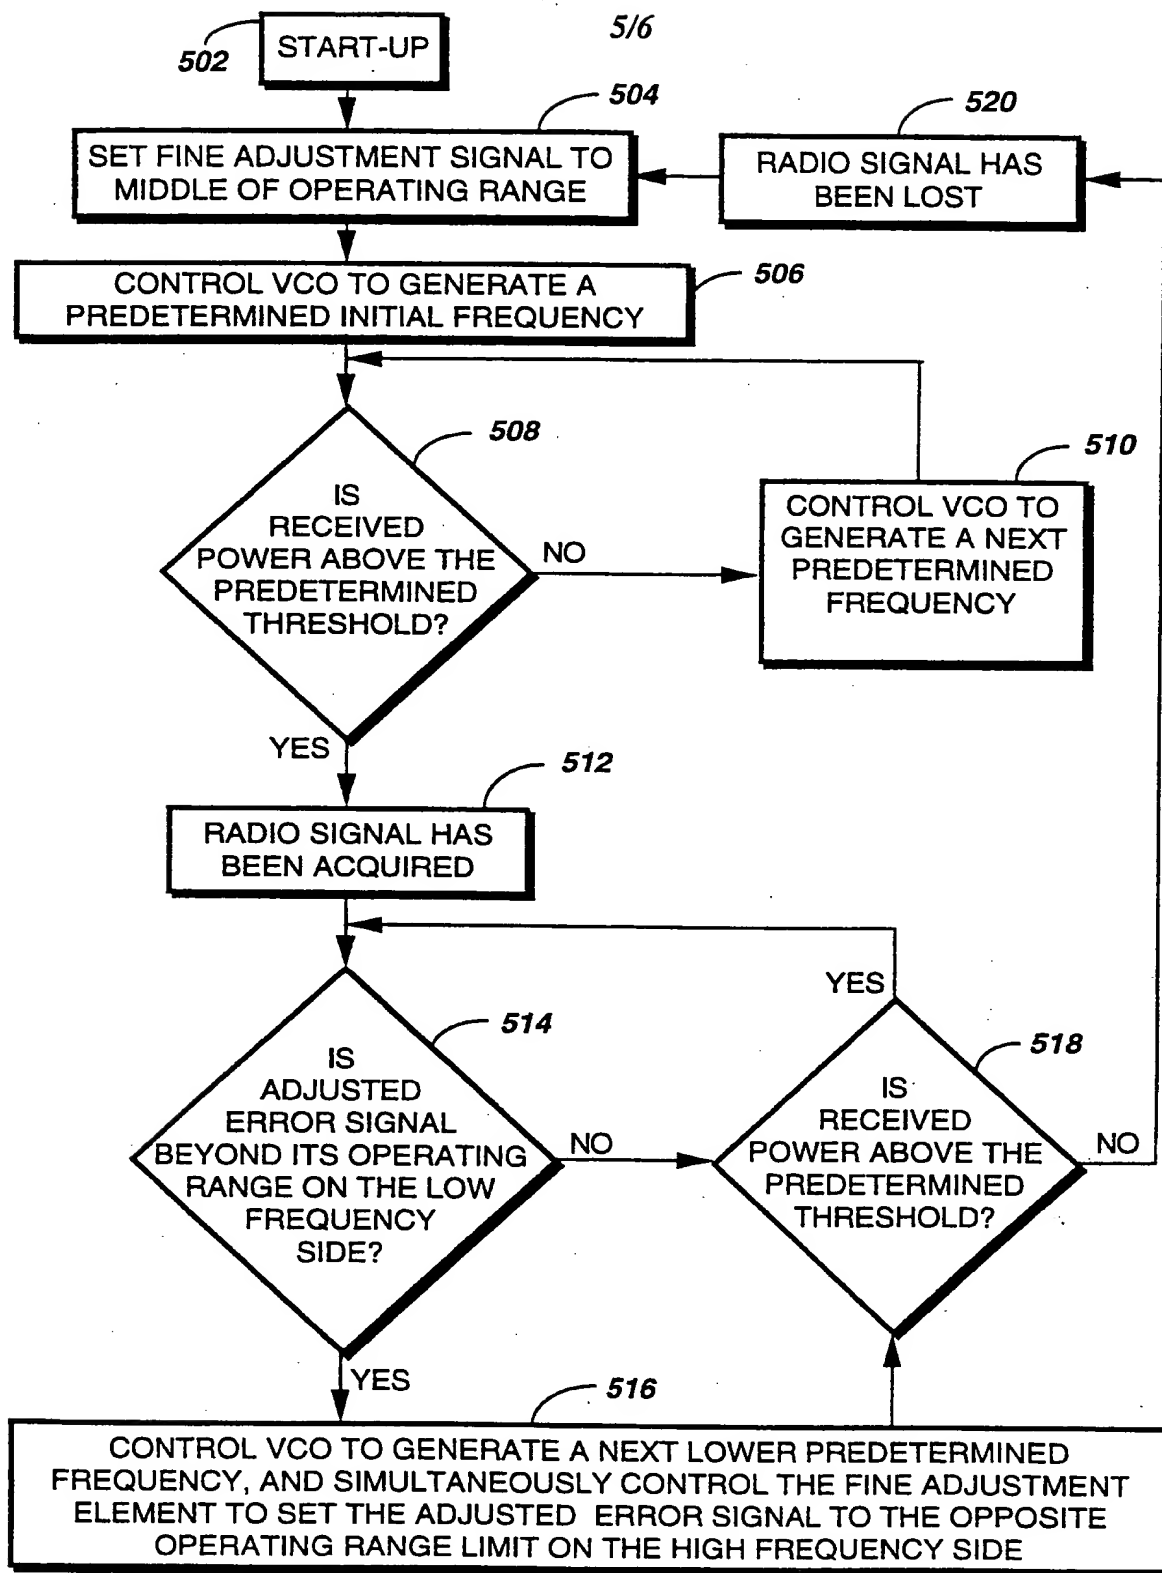 5/6
502
START-UP
504
SET FINE ADJUSTMENT SIGNAL TO
MIDDLE OF OPERATING RANGE
520
RADIO SIGNAL HAS
BEEN LOST
CONTROL VCO TO GENERATE A
PREDETERMINED INITIAL FREQUENCY
506
508
IS
RECEIVED
POWER ABOVE THE
PREDETERMINED
THRESHOLD?
NO
510
CONTROL VCO TO
GENERATE A NEXT
PREDETERMINED
FREQUENCY
YES
512
RADIO SIGNAL HAS
BEEN ACQUIRED
514
IS
ADJUSTED
ERROR SIGNAL
BEYOND ITS OPERATING
RANGE ON THE LOW
FREQUENCY
SIDE?
NO
YES
518
IS
RECEIVED
POWER ABOVE THE
PREDETERMINED
THRESHOLD?
NO
YES
516
CONTROL VCO TO GENERATE A NEXT LOWER PREDETERMINED
FREQUENCY, AND SIMULTANEOUSLY CONTROL THE FINE ADJUSTMENT
ELEMENT TO SET THE ADJUSTED ERROR SIGNAL TO THE OPPOSITE
OPERATING RANGE LIMIT ON THE HIGH FREQUENCY SIDE